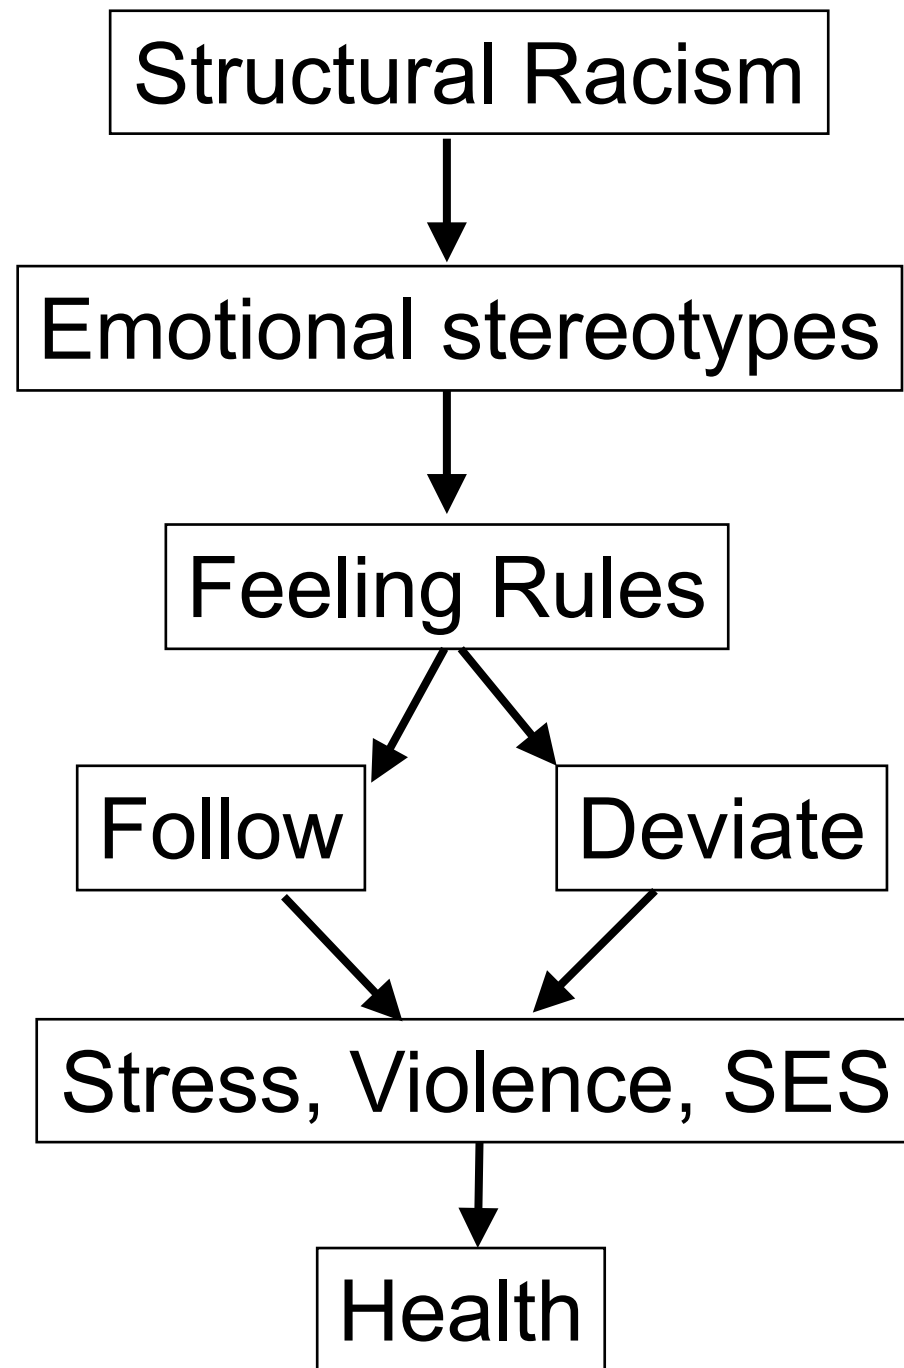 Structural Racism
Emotional stereotypes
Feeling Rules
Follow
Deviate
Stress, Violence, SES
Health